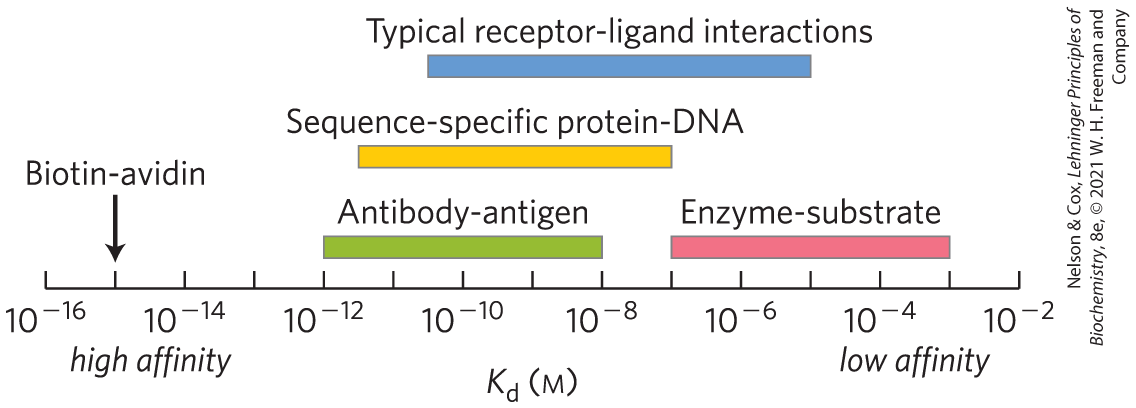 Typical receptor-ligand interactions
Sequence-specific protein-DNA
Biotin-avidin
Antibody-antigen
Enzyme-substrate
10⁻¹⁶ 10⁻¹⁴ 10⁻¹² 10⁻¹⁰ 10⁻⁸ 10⁻⁶ 10⁻⁴ 10⁻²
high affinity
low affinity
K_d (M)
Nelson & Cox, Lehninger Principles of
Biochemistry, 8e, © 2021 W. H. Freeman and
Company